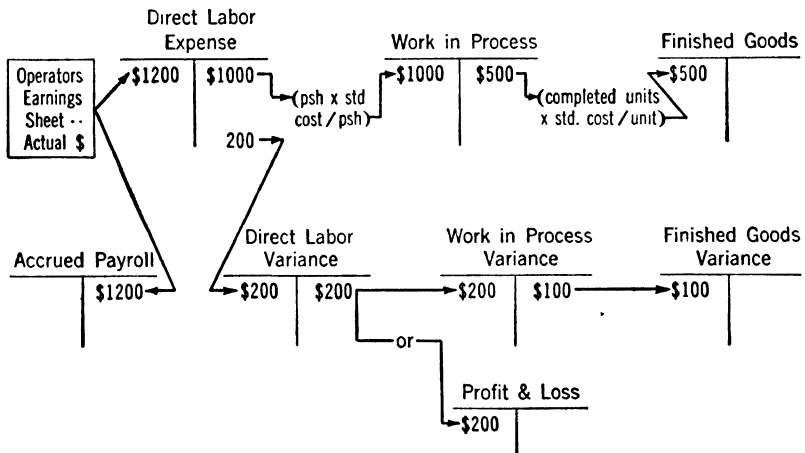 Direct Labor
Expense
Work in Process
Finished Goods
Operators
Earnings
Sheet ··
Actual $
$1200 $1000
(psh x std
cost/psh)
$1000 $500
(completed units
x std. cost/unit)
$500
200
Accrued Payroll
Direct Labor
Variance
Work in Process
Variance
Finished Goods
Variance
$1200
$200 $200
$200 $100
$100
or
Profit & Loss
$200